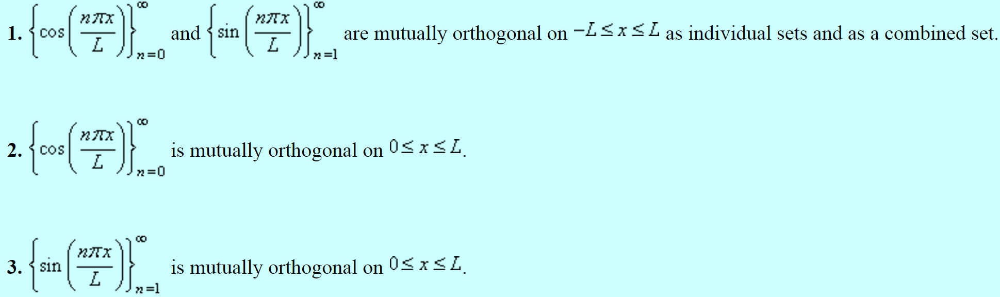 1. $\left\{\cos\left(\frac{n\pi x}{L}\right)\right\}_{n=0}^{\infty}$ and $\left\{\sin\left(\frac{n\pi x}{L}\right)\right\}_{n=1}^{\infty}$ are mutually orthogonal on $-L \le x \le L$ as individual sets and as a combined set.
2. $\left\{\cos\left(\frac{n\pi x}{L}\right)\right\}_{n=0}^{\infty}$ is mutually orthogonal on $0 \le x \le L$.
3. $\left\{\sin\left(\frac{n\pi x}{L}\right)\right\}_{n=1}^{\infty}$ is mutually orthogonal on $0 \le x \le L$.